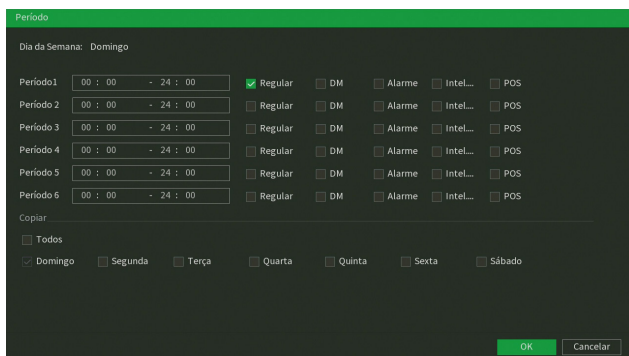 Período
Dia da Semana: Domingo
Período1 00 : 00 - 24 : 00 Regular DM Alarme Intel.... POS
Período 2 00 : 00 - 24 : 00 Regular DM Alarme Intel.... POS
Período 3 00 : 00 - 24 : 00 Regular DM Alarme Intel.... POS
Período 4 00 : 00 - 24 : 00 Regular DM Alarme Intel.... POS
Período 5 00 : 00 - 24 : 00 Regular DM Alarme Intel.... POS
Período 6 00 : 00 - 24 : 00 Regular DM Alarme Intel.... POS
Copiar
Todos
Domingo Segunda Terça Quarta Quinta Sexta Sábado
OK Cancelar